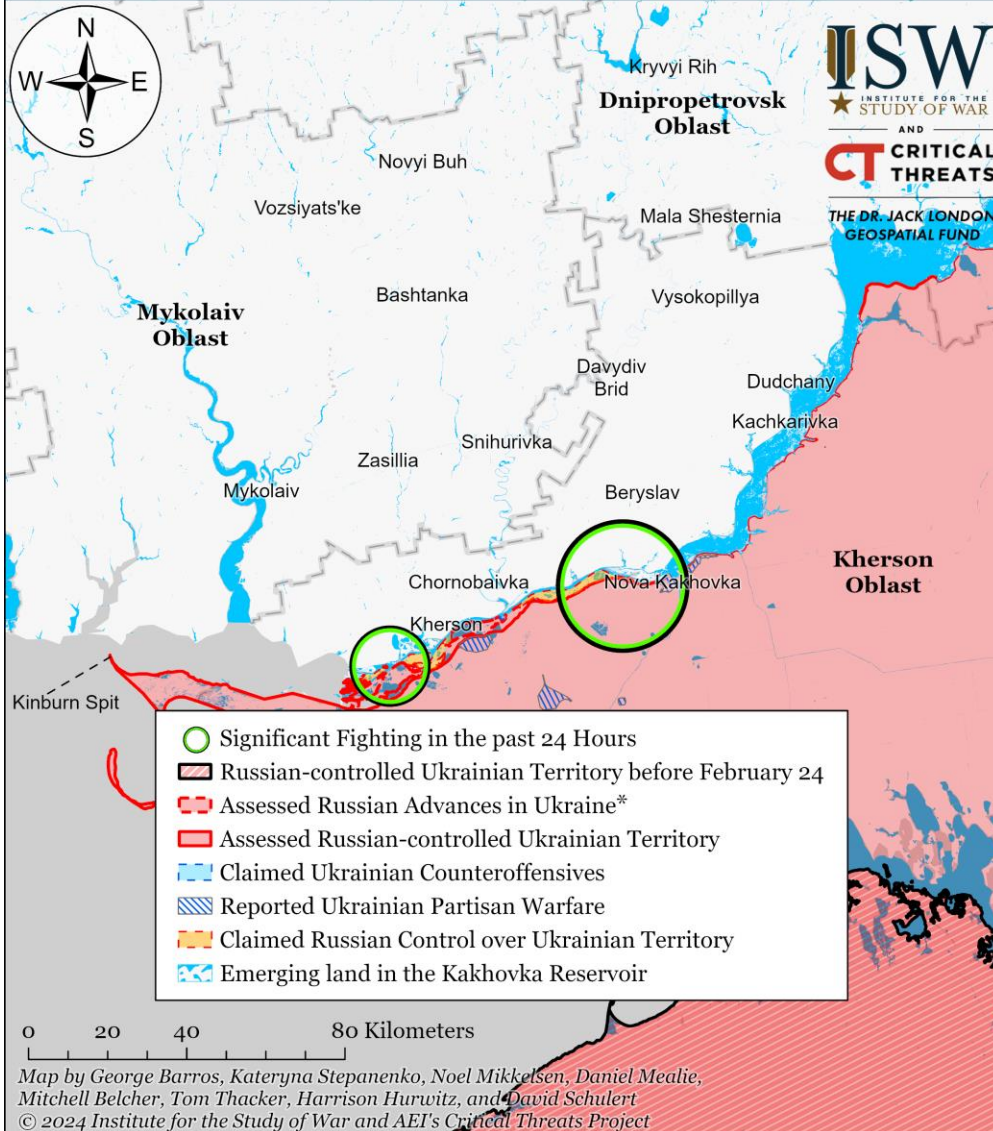 N
W E
S
ISW
INSTITUTE FOR THE
STUDY OF WAR
AND
CT CRITICAL
THREATS
THE DR. JACK LONDON
GEOSPATIAL FUND
Kryvyi Rih
Dnipropetrovsk
Oblast
Novyi Buh
Vozsiyats'ke
Mala Shesternia
Bashtanka
Vysokopillya
Mykolaiv
Oblast
Davydiv
Brid
Dudchany
Kachkarivka
Snihurivka
Zasillia
Mykolaiv
Beryslav
Kherson
Oblast
Chornobaivka
Nova Kakhovka
Kherson
Kinburn Spit
Significant Fighting in the past 24 Hours
Russian-controlled Ukrainian Territory before February 24
Assessed Russian Advances in Ukraine*
Assessed Russian-controlled Ukrainian Territory
Claimed Ukrainian Counteroffensives
Reported Ukrainian Partisan Warfare
Claimed Russian Control over Ukrainian Territory
Emerging land in the Kakhovka Reservoir
0 20 40 80 Kilometers
Map by George Barros, Kateryna Stepanenko, Noel Mikkelsen, Daniel Mealie,
Mitchell Belcher, Tom Thacker, Harrison Hurwitz, and David Schulert
© 2024 Institute for the Study of War and AEI's Critical Threats Project